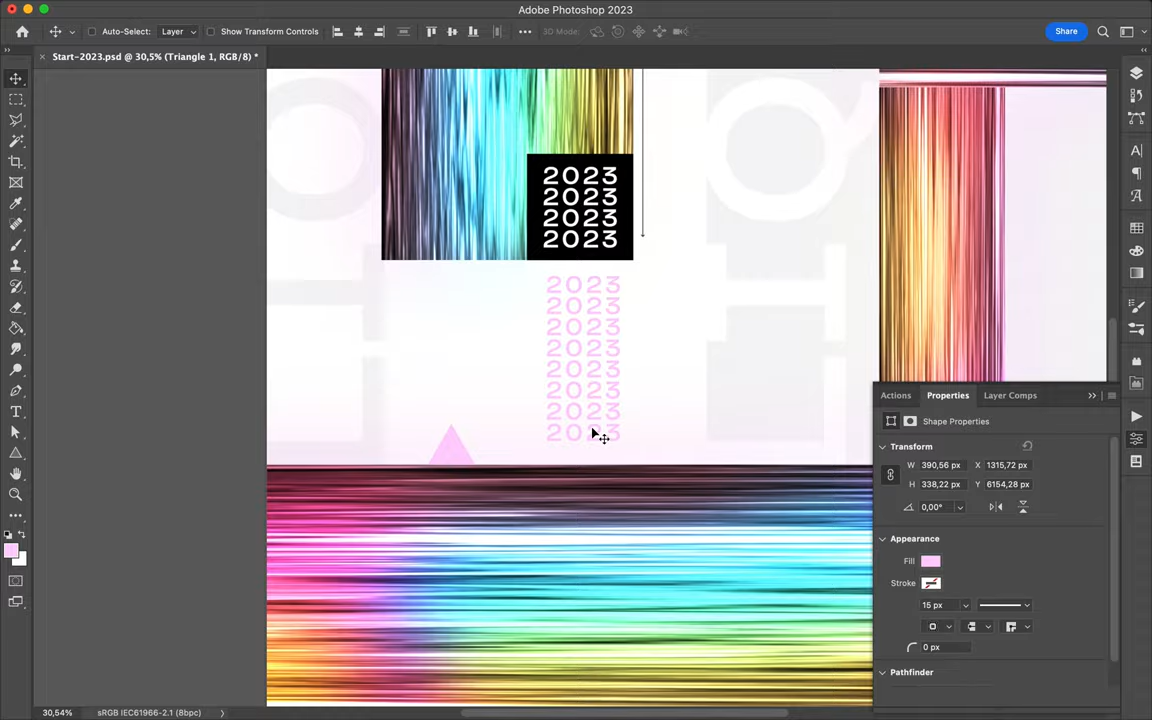 Adobe Photoshop 2023
Auto-Select:
Layer
Show Transform Controls
3D Mode:
Share
Start-2023.psd @ 30,5% (Triangle 1, RGB/8) *
2023
2023
2023
2023
2023
2023
2023
2023
2023
2023
2023
2023
Actions
Properties
Layer Comps
Shape Properties
Transform
W 390,56 px
X 1315,72 px
H 338,22 px
Y 6154,28 px
0,00°
Appearance
Fill
Stroke
15 px
0 px
Pathfinder
30,54%
sRGB IEC61966-2.1 (8bpc)